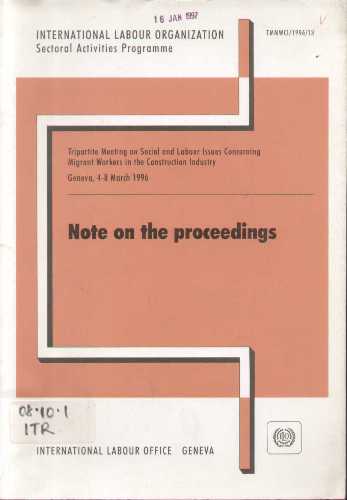 16 JAN 1997
INTERNATIONAL LABOUR ORGANIZATION
Sectoral Activities Programme
TMMWCI/1996/13
Tripartite Meeting on Social and Labour Issues Concerning
Migrant Workers in the Construction Industry
Geneva, 4-8 March 1996
Note on the proceedings
08.10.1
ITR
INTERNATIONAL LABOUR OFFICE GENEVA